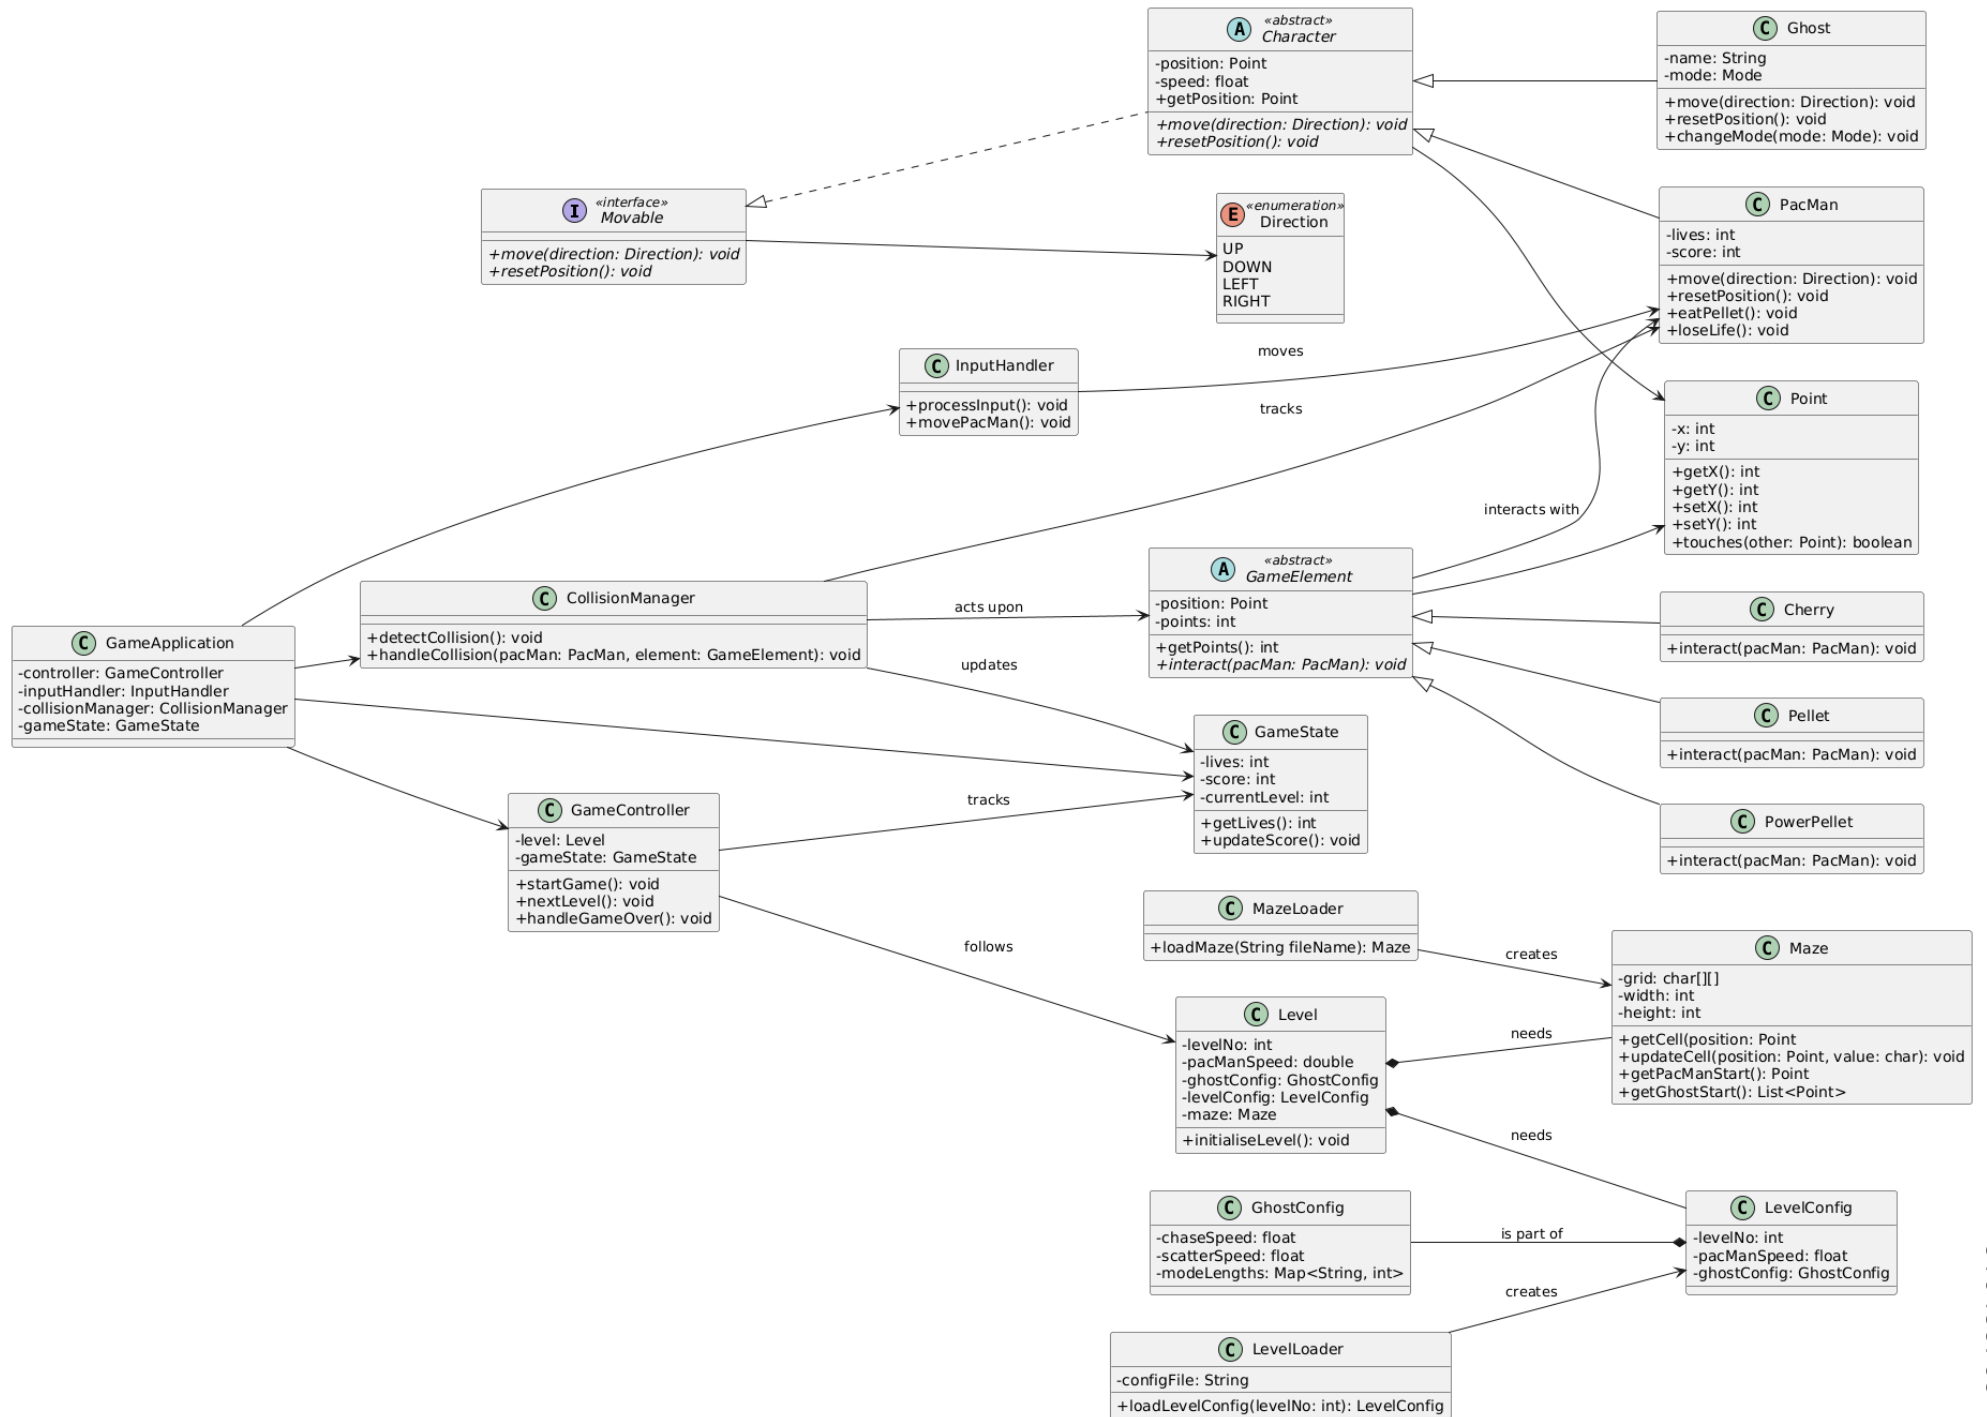 A
«abstract»
Character
-position: Point
-speed: float
+getPosition: Point
+move(direction: Direction): void
+resetPosition(): void
C
Ghost
-name: String
-mode: Mode
+move(direction: Direction): void
+resetPosition(): void
+changeMode(mode: Mode): void
I
«interface»
Movable
+move(direction: Direction): void
+resetPosition(): void
E
«enumeration»
Direction
UP
DOWN
LEFT
RIGHT
C
PacMan
-lives: int
-score: int
+move(direction: Direction): void
+resetPosition(): void
+eatPellet(): void
+loseLife(): void
C
InputHandler
+processInput(): void
+movePacMan(): void
moves
tracks
C
Point
-x: int
-y: int
+getX(): int
+getY(): int
+setX(): int
+setY(): int
+touches(other: Point): boolean
interacts with
C
GameApplication
-controller: GameController
-inputHandler: InputHandler
-collisionManager: CollisionManager
-gameState: GameState
C
CollisionManager
+detectCollision(): void
+handleCollision(pacMan: PacMan, element: GameElement): void
acts upon
updates
A
«abstract»
GameElement
-position: Point
-points: int
+getPoints(): int
+interact(pacMan: PacMan): void
C
Cherry
+interact(pacMan: PacMan): void
C
Pellet
+interact(pacMan: PacMan): void
C
PowerPellet
+interact(pacMan: PacMan): void
C
GameState
-lives: int
-score: int
-currentLevel: int
+getLives(): int
+updateScore(): void
C
GameController
-level: Level
-gameState: GameState
+startGame(): void
+nextLevel(): void
+handleGameOver(): void
tracks
follows
C
MazeLoader
+loadMaze(String fileName): Maze
creates
C
Maze
-grid: char[][]
-width: int
-height: int
+getCell(position: Point
+updateCell(position: Point, value: char): void
+getPacManStart(): Point
+getGhostStart(): List<Point>
C
Level
-levelNo: int
-pacManSpeed: double
-ghostConfig: GhostConfig
-levelConfig: LevelConfig
-maze: Maze
+initialiseLevel(): void
needs
needs
C
GhostConfig
-chaseSpeed: float
-scatterSpeed: float
-modeLengths: Map<String, int>
is part of
C
LevelConfig
-levelNo: int
-pacManSpeed: float
-ghostConfig: GhostConfig
creates
C
LevelLoader
-configFile: String
+loadLevelConfig(levelNo: int): LevelConfig